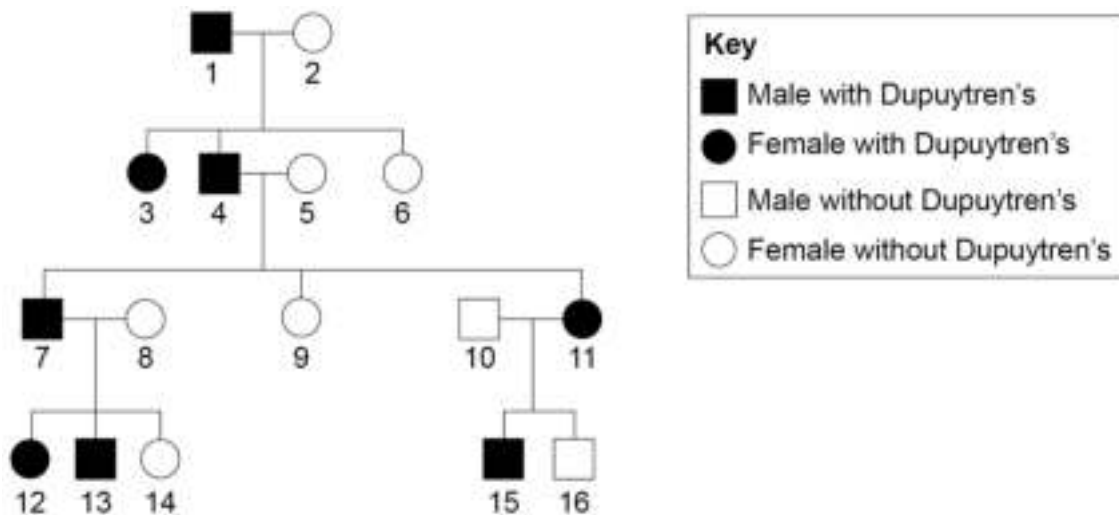 1 2
3 4 5 6
7 8 9 10 11
12 13 14 15 16
Key
Male with Dupuytren's
Female with Dupuytren's
Male without Dupuytren's
Female without Dupuytren's